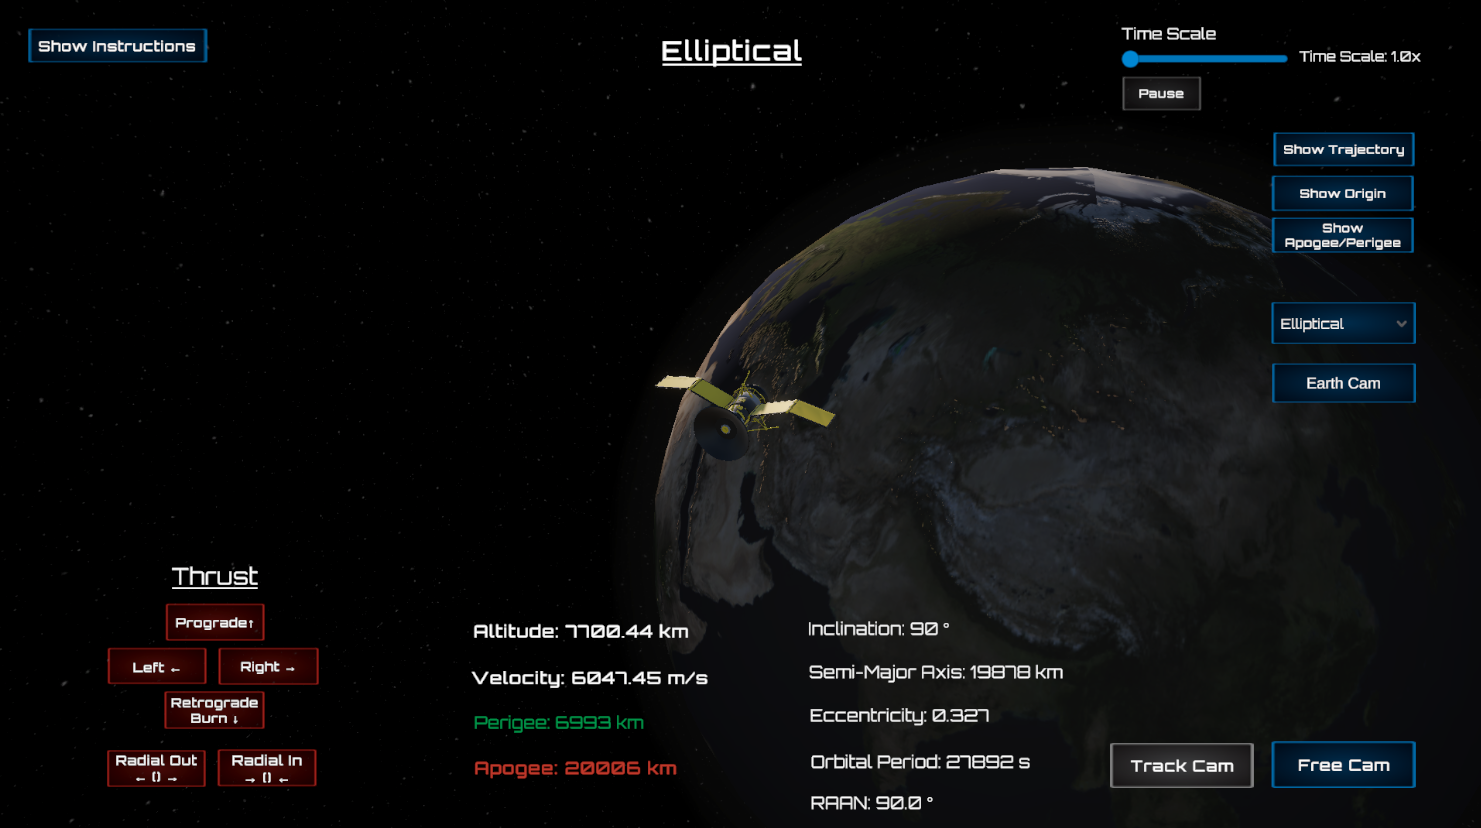 Show Instructions
Elliptical
Time Scale
Time Scale: 1.0x
Pause
Show Trajectory
Show Origin
Show
Apogee/Perigee
Elliptical
Earth Cam
Thrust
Prograde↑
Left ←
Right →
Retrograde
Burn ↓
Radial Out
← () →
Radial In
→ () ←
Altitude: 7700.44 km
Velocity: 6047.45 m/s
Perigee: 6993 km
Apogee: 20006 km
Inclination: 90 °
Semi-Major Axis: 19878 km
Eccentricity: 0.327
Orbital Period: 27892 s
RAAN: 90.0 °
Track Cam
Free Cam